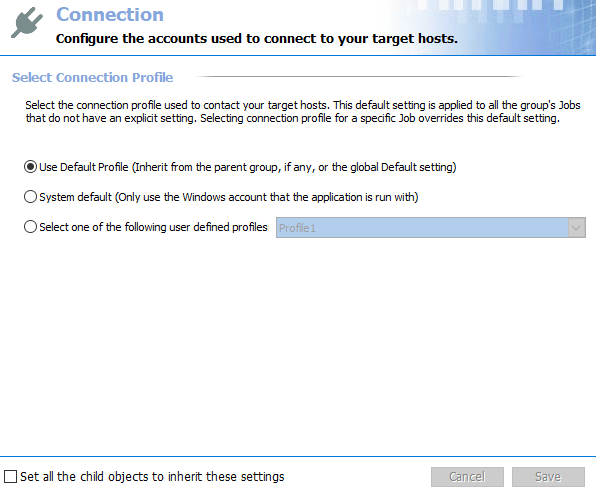 Connection
Configure the accounts used to connect to your target hosts.
Select Connection Profile
Select the connection profile used to contact your target hosts. This default setting is applied to all the group's Jobs
that do not have an explicit setting. Selecting connection profile for a specific Job overrides this default setting.
Use Default Profile (Inherit from the parent group, if any, or the global Default setting)
System default (Only use the Windows account that the application is run with)
Select one of the following user defined profiles Profile1
Set all the child objects to inherit these settings Cancel Save